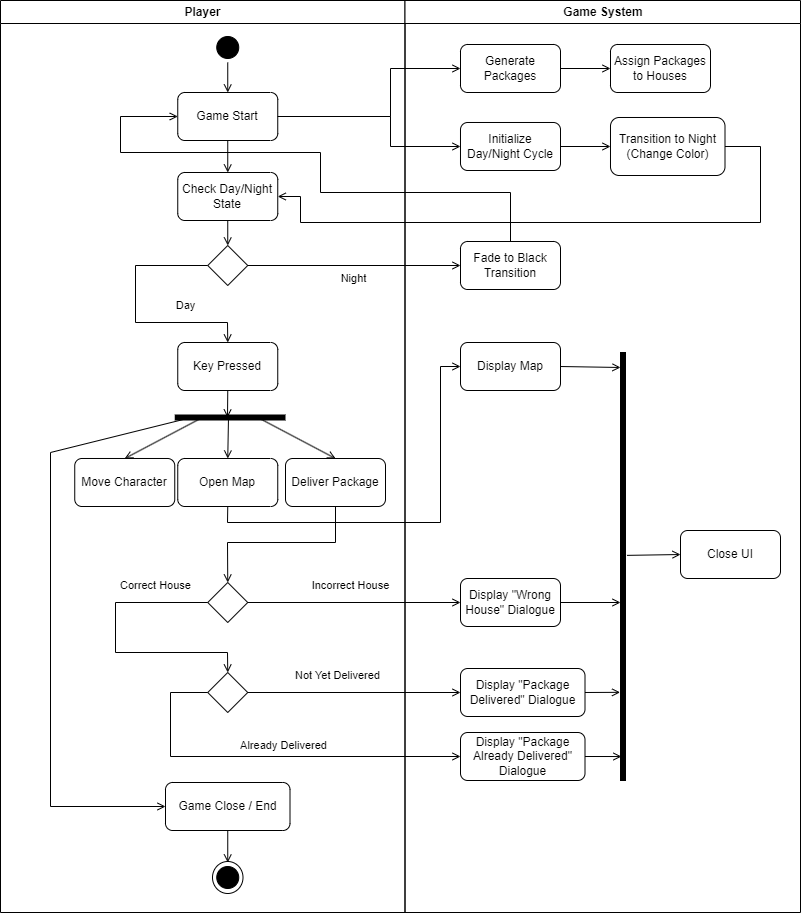 Player
Game System
Generate
Packages
Assign Packages
to Houses
Game Start
Initialize
Day/Night Cycle
Transition to Night
(Change Color)
Check Day/Night
State
Fade to Black
Transition
Night
Day
Key Pressed
Display Map
Move Character
Open Map
Deliver Package
Close UI
Correct House
Incorrect House
Display "Wrong
House" Dialogue
Not Yet Delivered
Display "Package
Delivered" Dialogue
Already Delivered
Display "Package
Already Delivered"
Dialogue
Game Close / End